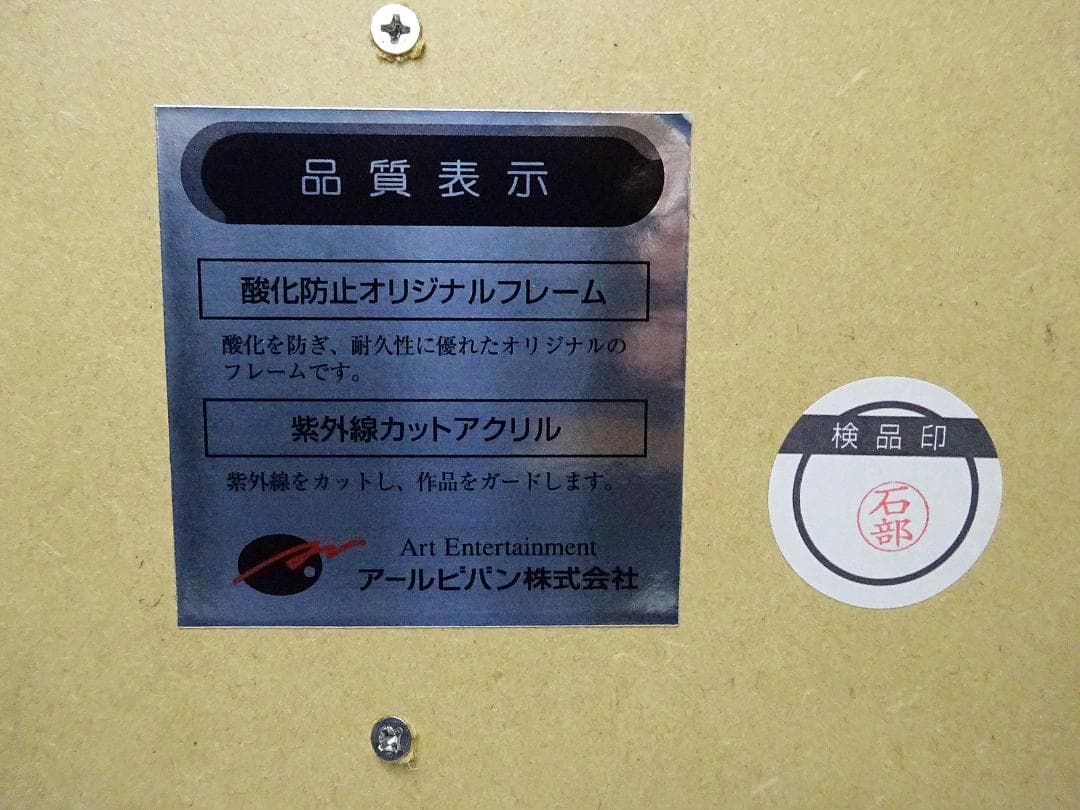 品質表示
酸化防止オリジナルフレーム
酸化を防ぎ、耐久性に優れたオリジナルの
フレームです。
紫外線カットアクリル
紫外線をカットし、作品をガードします。
Art Entertainment
アールビバン株式会社
検品印
石部